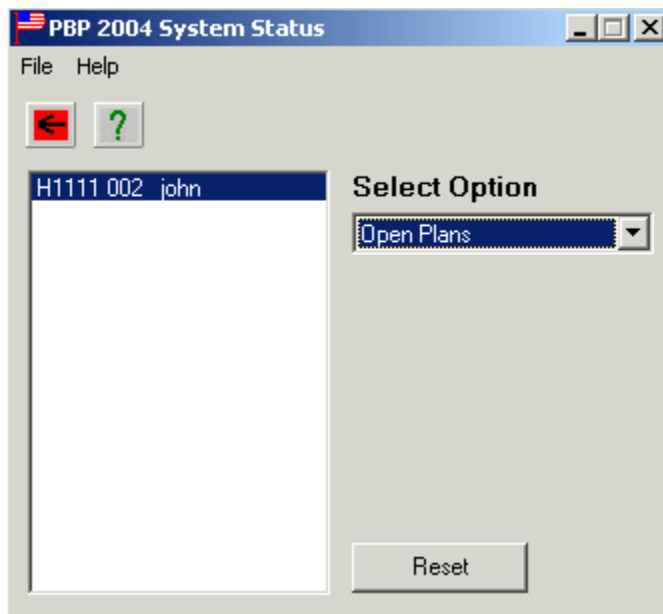 PBP 2004 System Status
File Help
?
H1111 002 john
Select Option
Open Plans
Reset